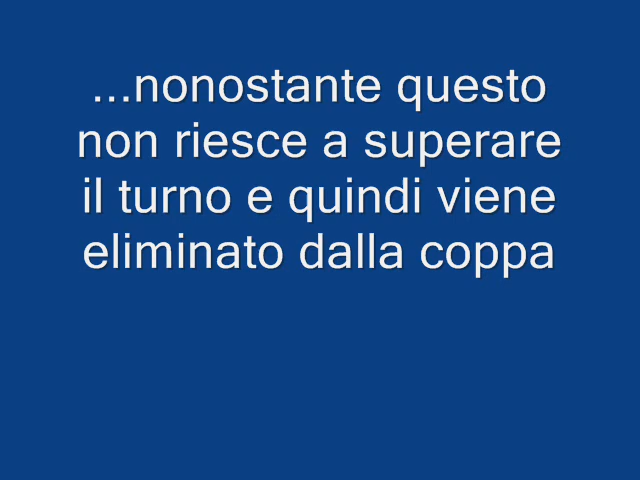 ...nonostante questo
non riesce a superare
il turno e quindi viene
eliminato dalla coppa